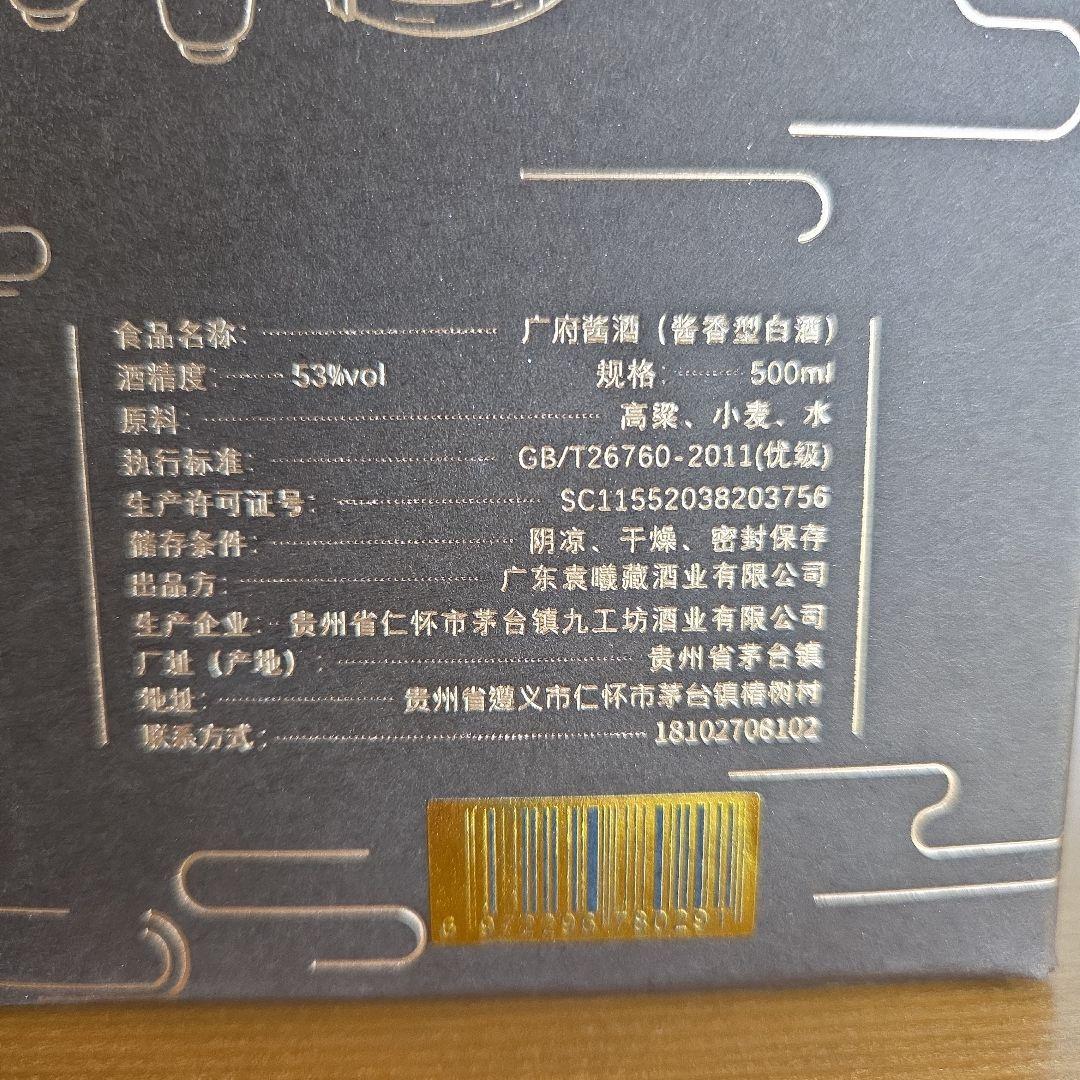 食品名称: 广府酱酒（酱香型白酒）
酒精度: 53%vol 规格: 500ml
原料: 高粱、小麦、水
执行标准: GB/T26760-2011(优级)
生产许可证号: SC11552038203756
储存条件: 阴凉、干燥、密封保存
出品方: 广东袁曦藏酒业有限公司
生产企业: 贵州省仁怀市茅台镇九工坊酒业有限公司
厂址（产地）: 贵州省茅台镇
地址: 贵州省遵义市仁怀市茅台镇椿树村
联系方式: 18102708102